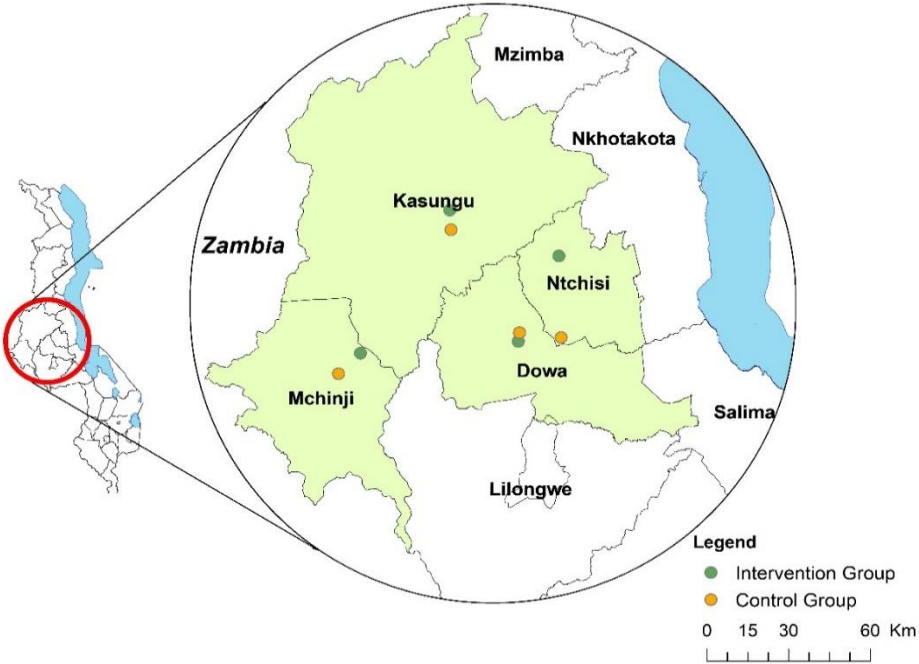 Mzimba
Nkhotakota
Kasungu
Zambia
Ntchisi
Dowa
Mchinji
Salima
Lilongwe
Legend
Intervention Group
Control Group
0 15 30 60 Km